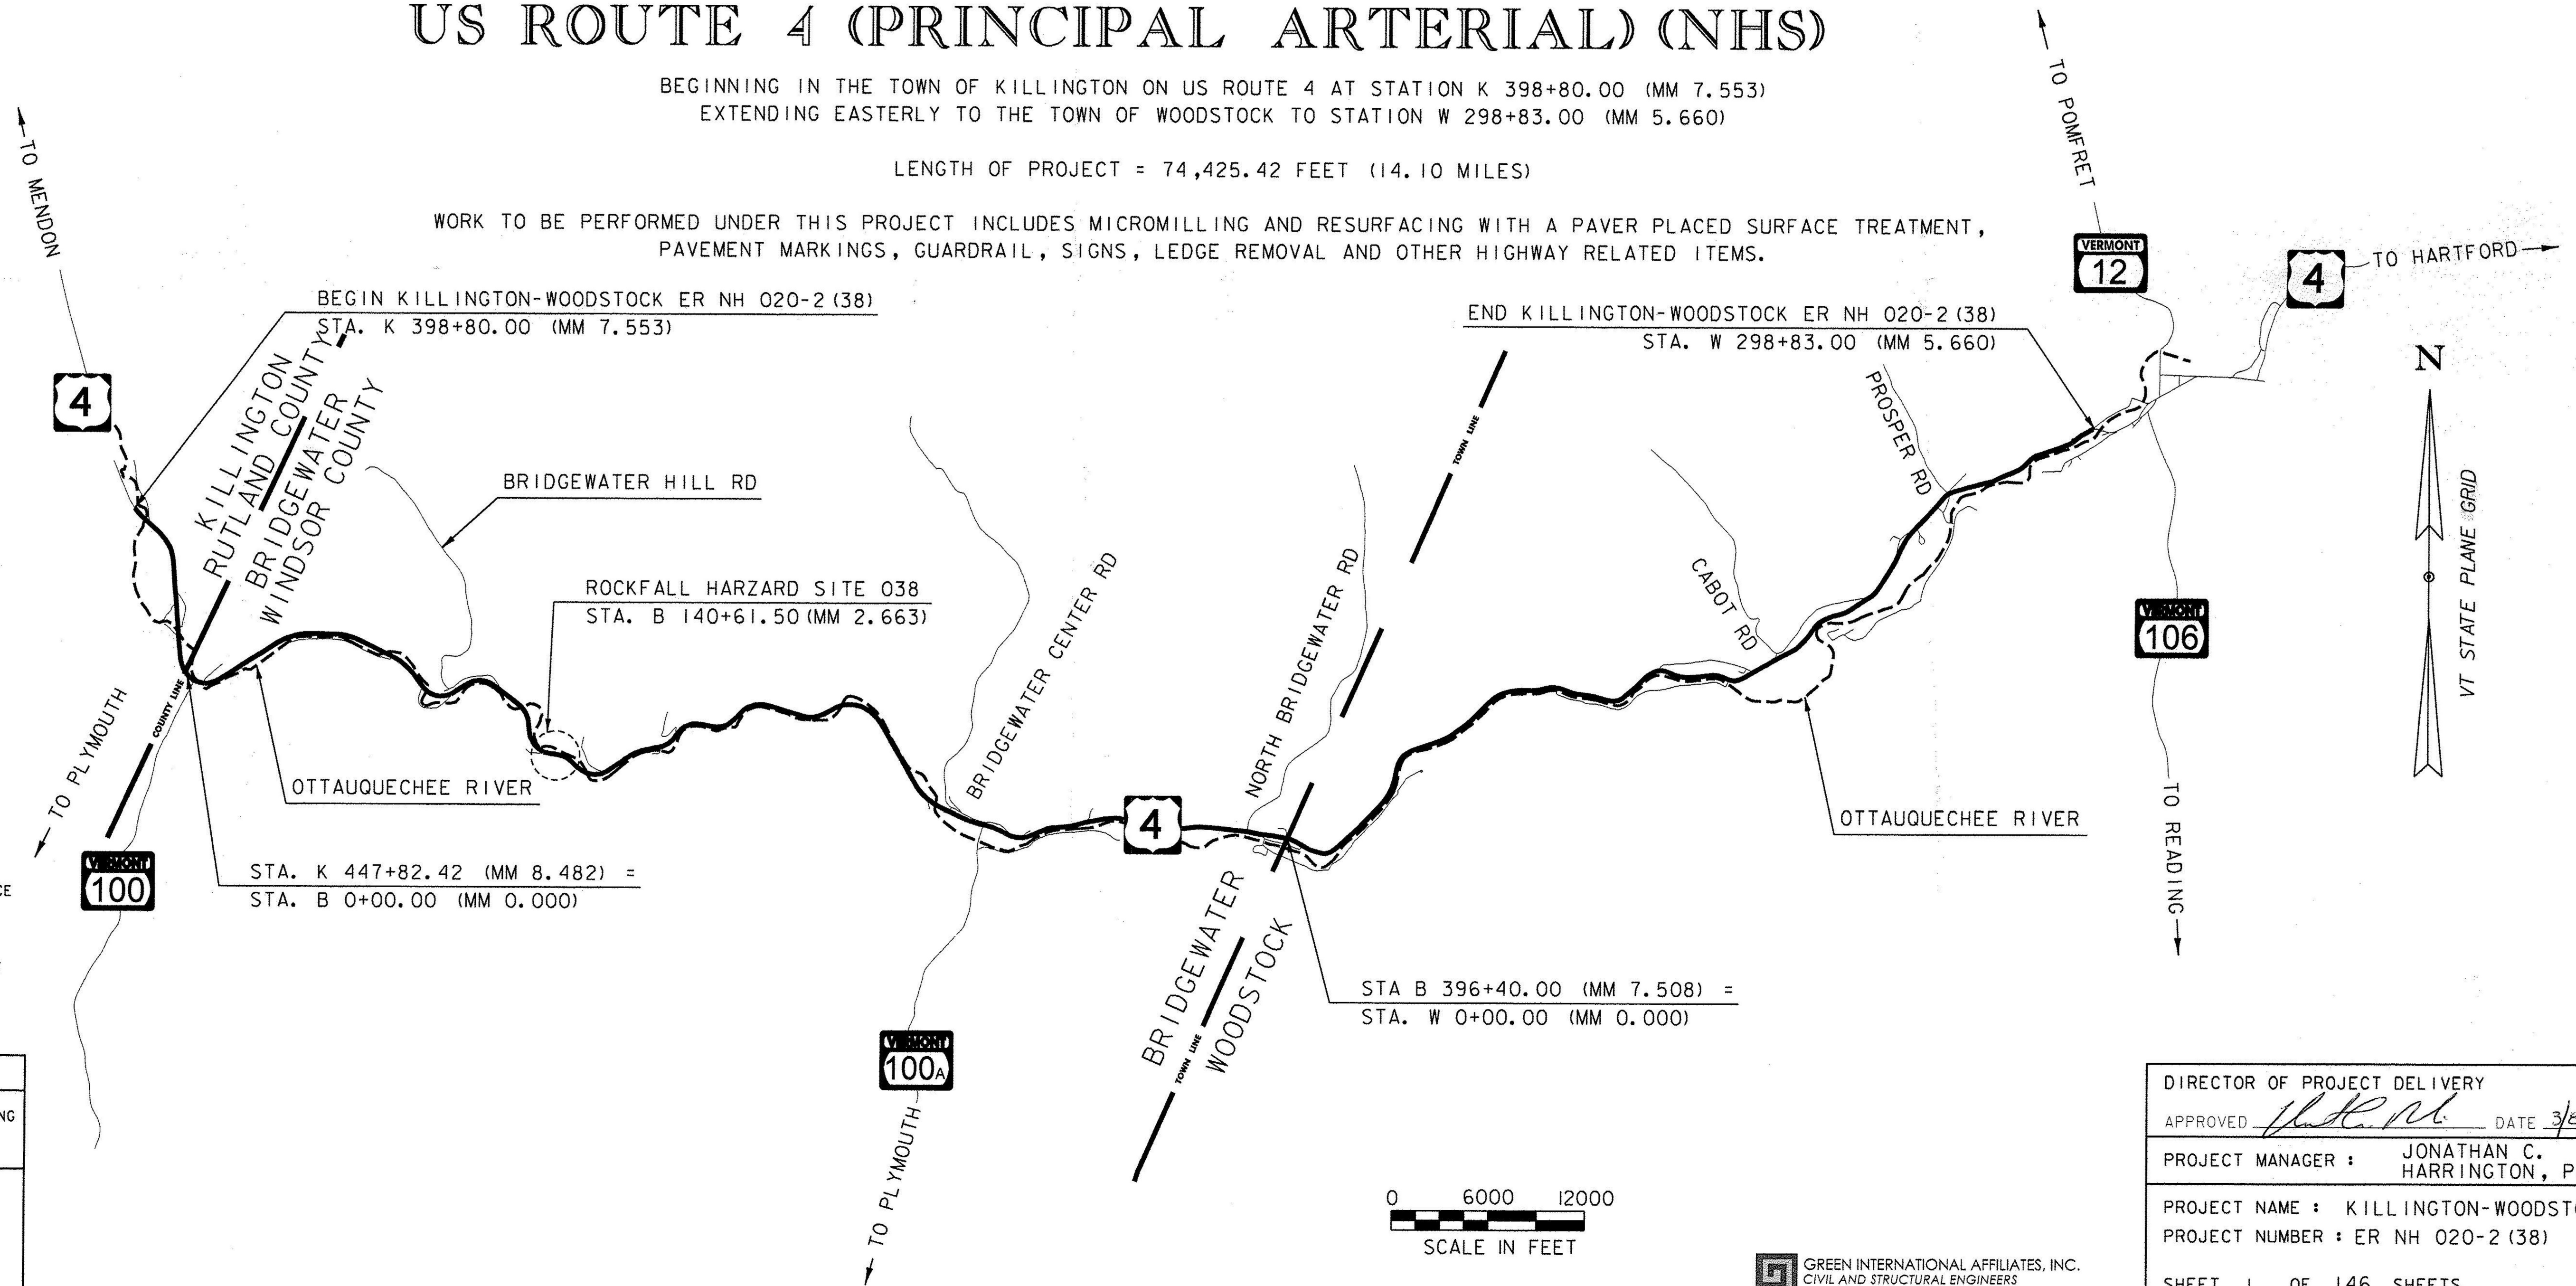 US ROUTE 4 (PRINCIPAL ARTERIAL) (NHS)
BEGINNING IN THE TOWN OF KILLINGTON ON US ROUTE 4 AT STATION K 398+80.00 (MM 7.553)
EXTENDING EASTERLY TO THE TOWN OF WOODSTOCK TO STATION W 298+83.00 (MM 5.660)
LENGTH OF PROJECT = 74,425.42 FEET (14.10 MILES)
WORK TO BE PERFORMED UNDER THIS PROJECT INCLUDES MICROMILLING AND RESURFACING WITH A PAVER PLACED SURFACE TREATMENT,
PAVEMENT MARKINGS, GUARDRAIL, SIGNS, LEDGE REMOVAL AND OTHER HIGHWAY RELATED ITEMS.
TO MENDON
4
BEGIN KILLINGTON-WOODSTOCK ER NH 020-2 (38)
STA. K 398+80.00 (MM 7.553)
KILLINGTON
RUTLAND COUNTY
BRIDGEWATER
WINDSOR COUNTY
BRIDGEWATER HILL RD
ROCKFALL HARZARD SITE 038
STA. B 140+61.50 (MM 2.663)
BRIDGEWATER CENTER RD
NORTH BRIDGEWATER RD
TOWN LINE
END KILLINGTON-WOODSTOCK ER NH 020-2 (38)
STA. W 298+83.00 (MM 5.660)
PROSPER RD
CABOT RD
TO POMFRET
VERMONT
12
4
TO HARTFORD
N
VT STATE PLANE GRID
VERMONT
106
TO READING
OTTAUQUECHEE RIVER
COUNTY LINE
TO PLYMOUTH
VERMONT
100
OTTAUQUECHEE RIVER
STA. K 447+82.42 (MM 8.482) =
STA. B 0+00.00 (MM 0.000)
4
BRIDGEWATER
TOWN LINE
WOODSTOCK
STA B 396+40.00 (MM 7.508) =
STA. W 0+00.00 (MM 0.000)
VERMONT
100A
TO PLYMOUTH
CE
NG
0 6000 12000
SCALE IN FEET
GREEN INTERNATIONAL AFFILIATES, INC.
CIVIL AND STRUCTURAL ENGINEERS
DIRECTOR OF PROJECT DELIVERY
APPROVED DATE 3/8
PROJECT MANAGER : JONATHAN C.
HARRINGTON, P
PROJECT NAME : KILLINGTON-WOODST
PROJECT NUMBER : ER NH 020-2 (38)
SHEET 1 OF 146 SHEETS